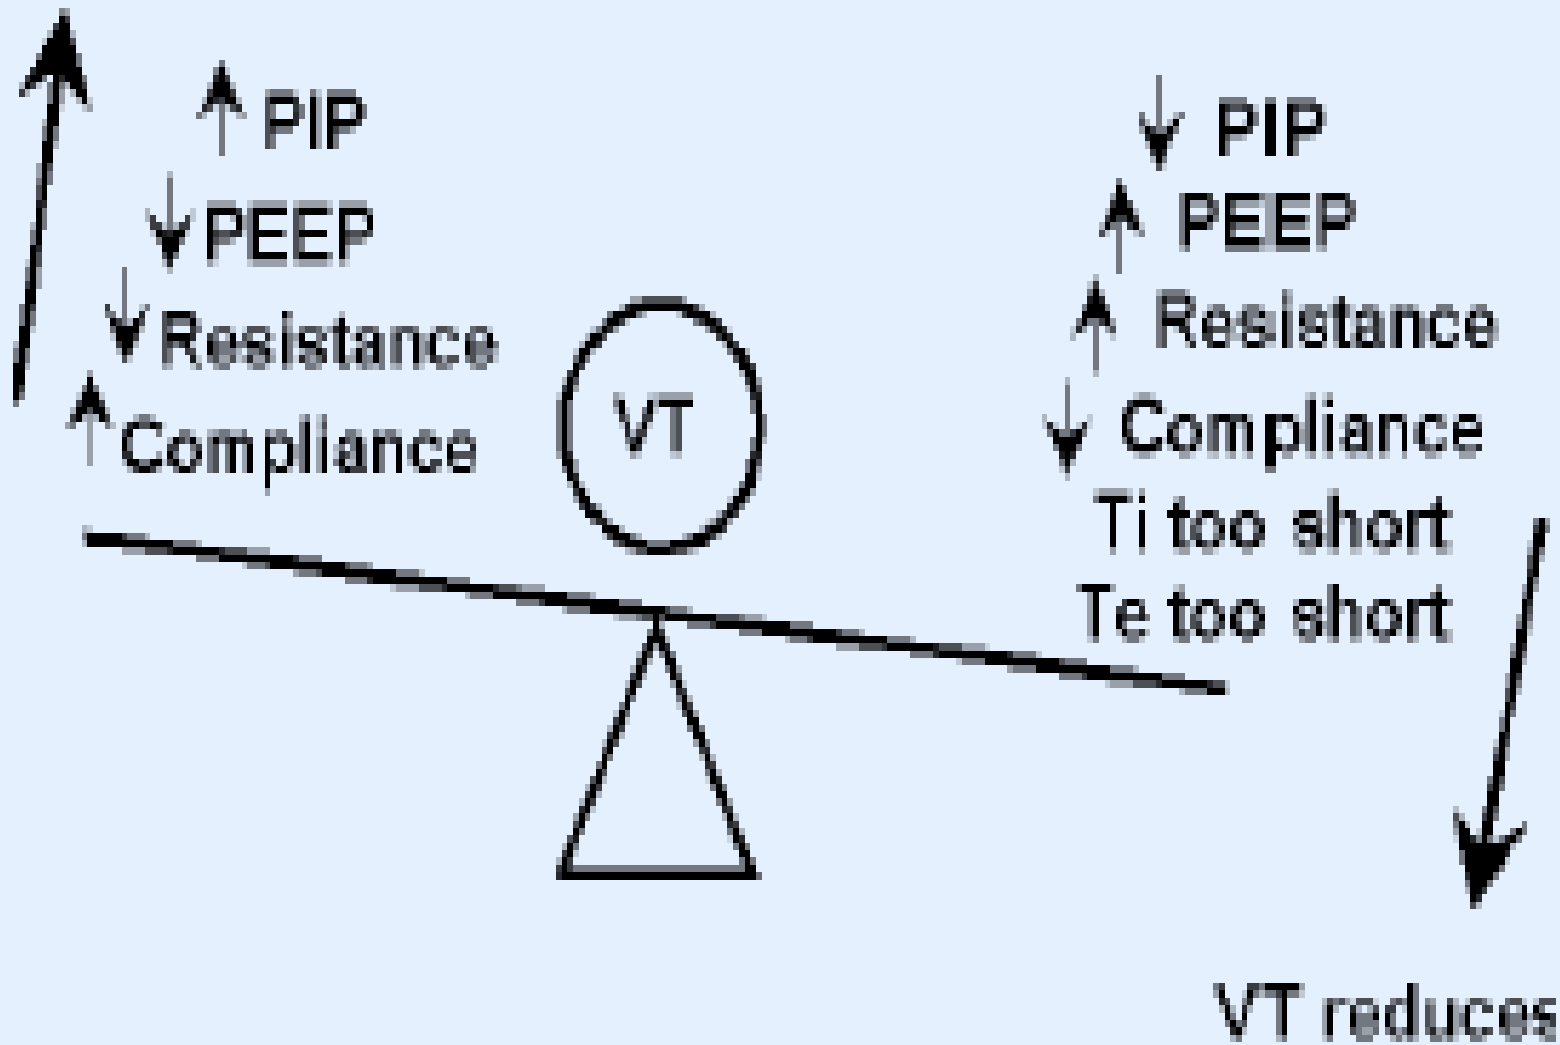 ↑ PIP
↓ PEEP
↓ Resistance
↑ Compliance
VT
↓ PIP
↑ PEEP
↑ Resistance
↓ Compliance
Ti too short
Te too short
VT reduces